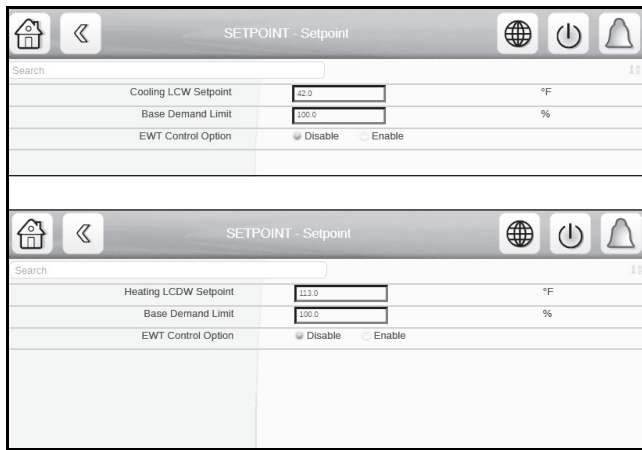 SETPOINT - Setpoint
Search
Cooling LCW Setpoint 42.0 °F
Base Demand Limit 100.0 %
EWT Control Option Disable Enable
SETPOINT - Setpoint
Search
Heating LCDW Setpoint 113.0 °F
Base Demand Limit 100.0 %
EWT Control Option Disable Enable